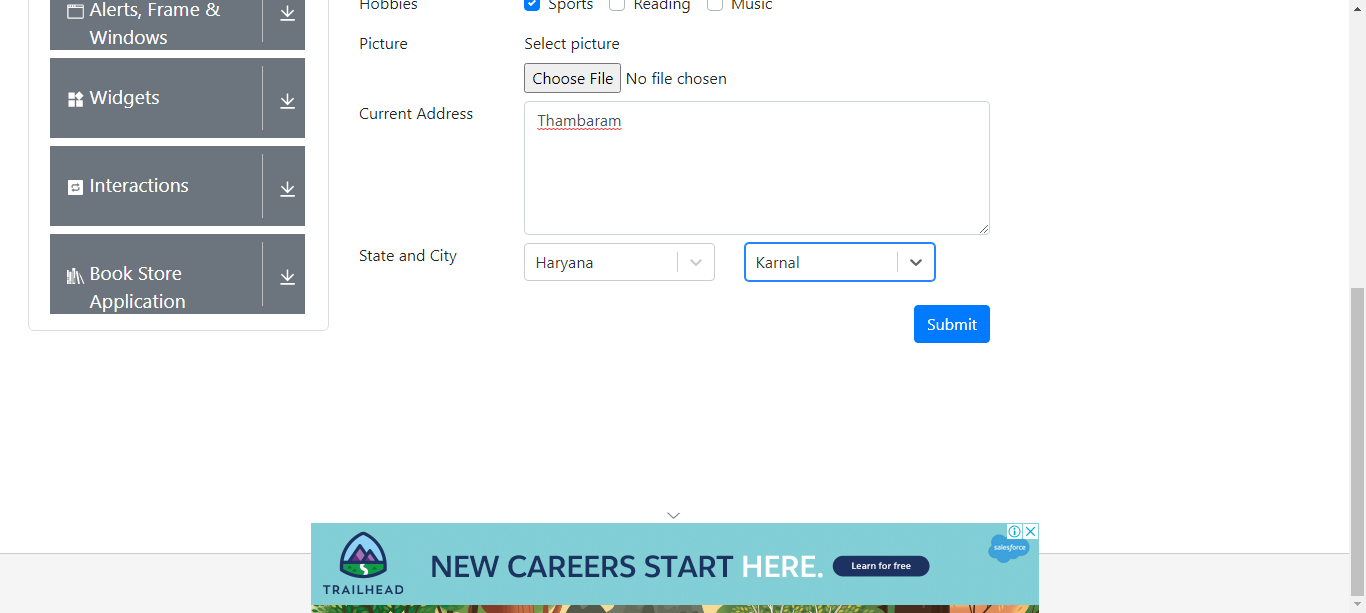 Alerts, Frame &
Windows
Widgets
Interactions
Book Store
Application
Hobbies
Sports Reading Music
Picture
Select picture
Choose File No file chosen
Current Address
Thambaram
State and City
Haryana
Karnal
Submit
TRAILHEAD
NEW CAREERS START HERE.
Learn for free
salesforce